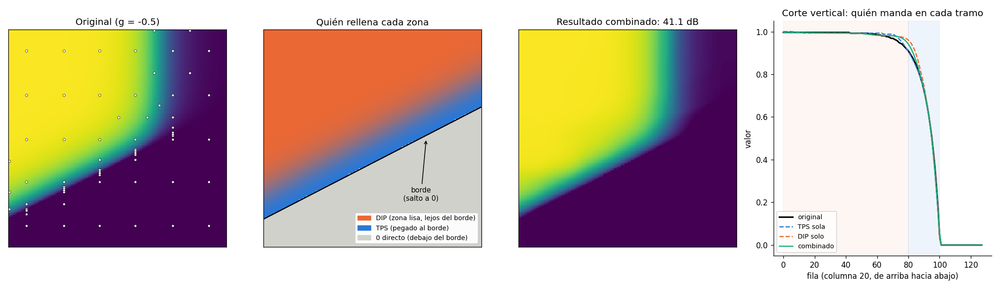 Original (g = -0.5)
Quién rellena cada zona
borde
(salto a 0)
DIP (zona lisa, lejos del borde)
TPS (pegado al borde)
0 directo (debajo del borde)
Resultado combinado: 41.1 dB
Corte vertical: quién manda en cada tramo
valor
1.0
0.8
0.6
0.4
0.2
0.0
original
TPS sola
DIP solo
combinado
0 20 40 60 80 100 120
fila (columna 20, de arriba hacia abajo)